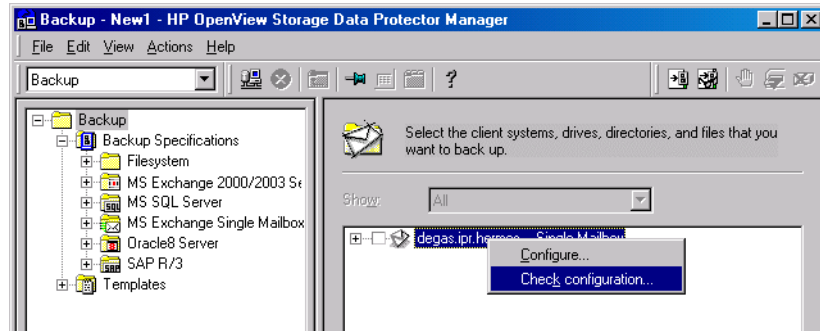 Backup - New1 - HP OpenView Storage Data Protector Manager
File Edit View Actions Help
Backup
Backup
Backup Specifications
Filesystem
MS Exchange 2000/2003 Se
MS SQL Server
MS Exchange Single Mailbox
Oracle8 Server
SAP R/3
Templates
Select the client systems, drives, directories, and files that you
want to back up.
Show: All
degas.ipr.hermes - Single Mailbox
Configure...
Check configuration...